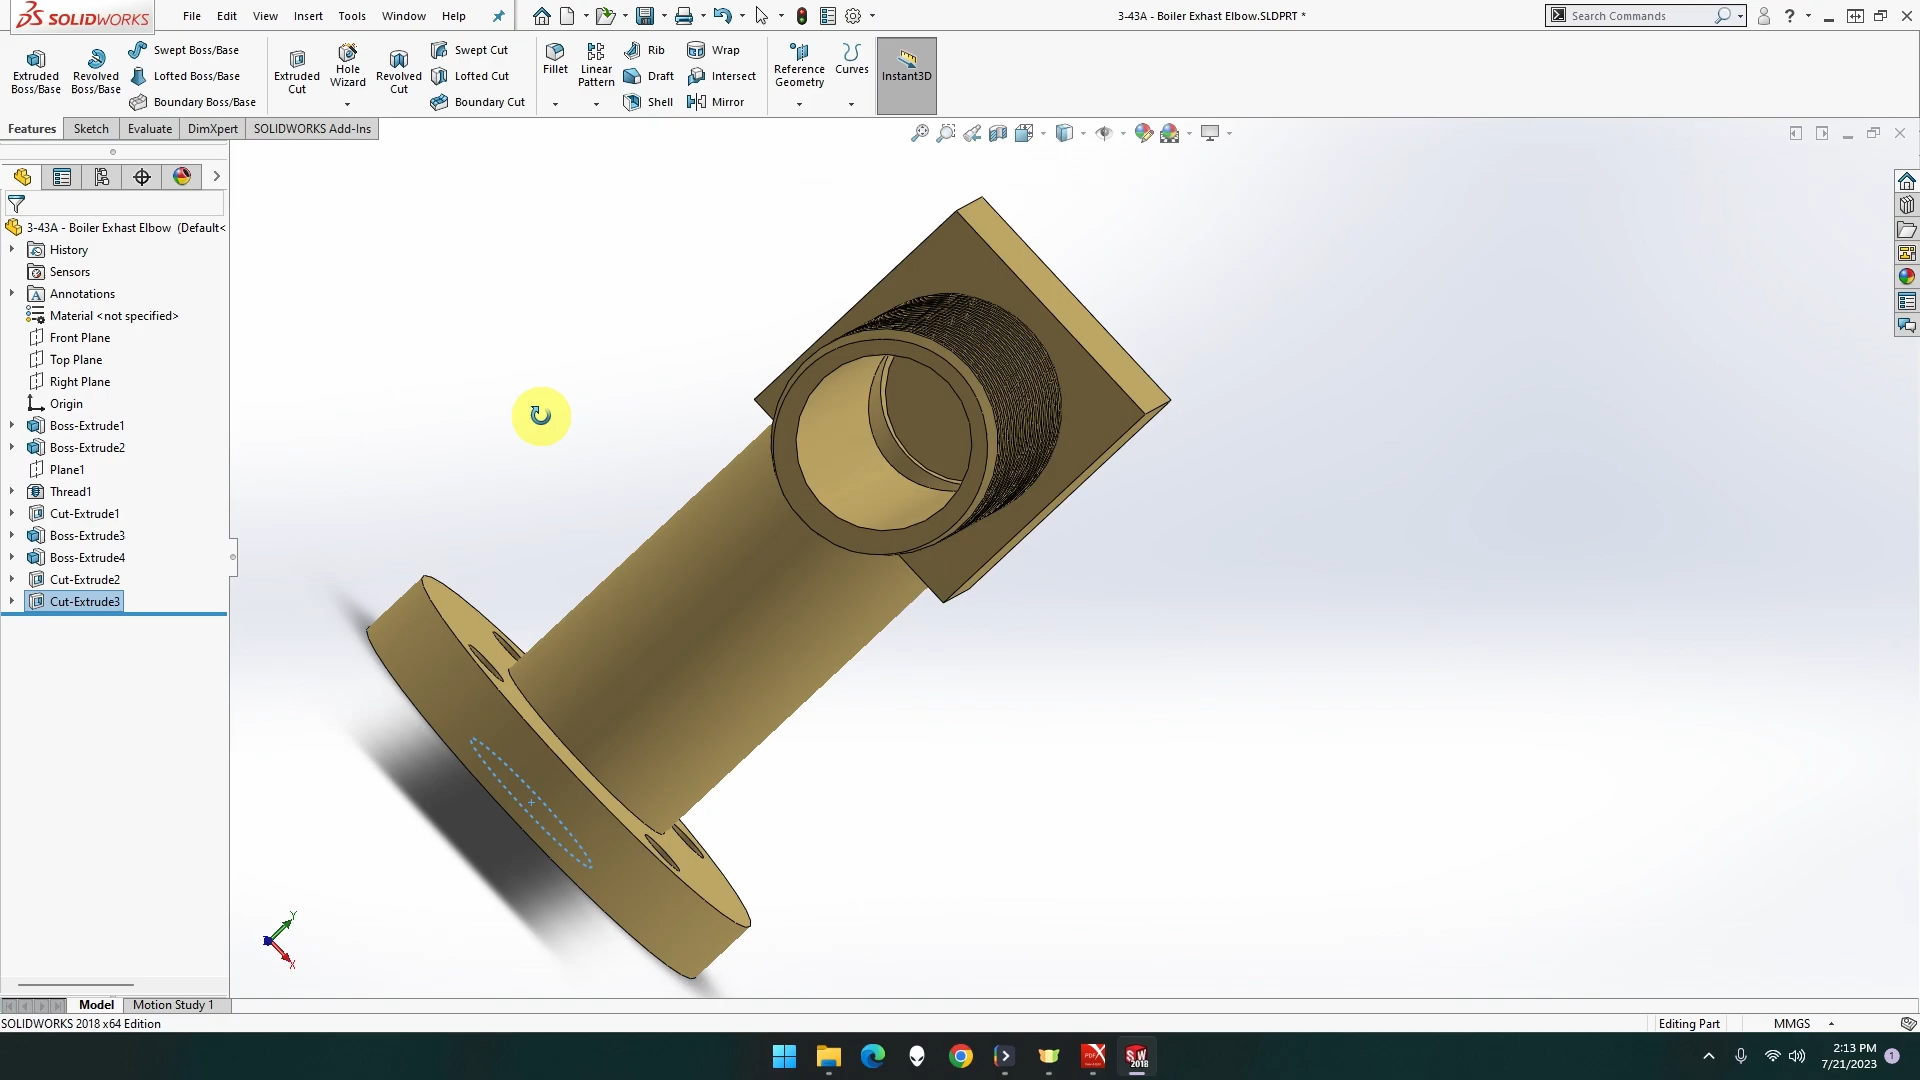 SOLIDWORKS
File Edit View Insert Tools Window Help
3-43A - Boiler Exhast Elbow.SLDPRT *
Search Commands
Extruded Boss/Base
Revolved Boss/Base
Swept Boss/Base
Lofted Boss/Base
Boundary Boss/Base
Extruded Cut
Hole Wizard
Revolved Cut
Swept Cut
Lofted Cut
Boundary Cut
Fillet
Linear Pattern
Rib
Draft
Shell
Wrap
Intersect
Mirror
Reference Geometry
Curves
Instant3D
Features Sketch Evaluate DimXpert SOLIDWORKS Add-Ins
3-43A - Boiler Exhast Elbow (Default<
History
Sensors
Annotations
Material <not specified>
Front Plane
Top Plane
Right Plane
Origin
Boss-Extrude1
Boss-Extrude2
Plane1
Thread1
Cut-Extrude1
Boss-Extrude3
Boss-Extrude4
Cut-Extrude2
Cut-Extrude3
Y
X
Model Motion Study 1
SOLIDWORKS 2018 x64 Edition
Editing Part
MMGS
2:13 PM
7/21/2023
1